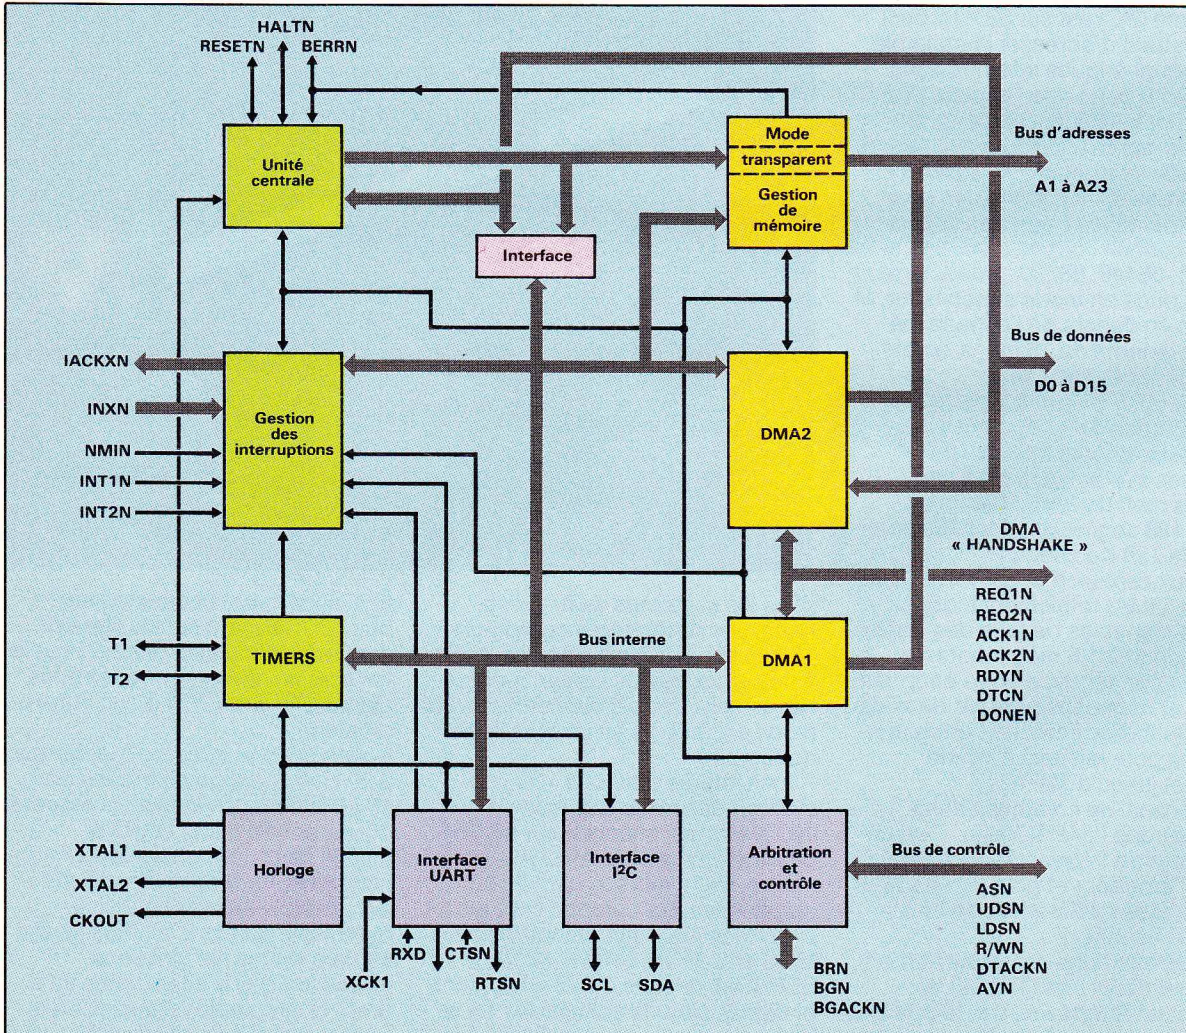 HALTN
RESETN
BERRN
Unité
centrale
Mode
transparent
Gestion
de
mémoire
Bus d'adresses
A1 à A23
Interface
Bus de données
D0 à D15
IACKXN
INXN
NMIN
INT1N
INT2N
Gestion
des
interruptions
DMA2
DMA
« HANDSHAKE »
REQ1N
REQ2N
ACK1N
ACK2N
RDYN
DTCN
DONEN
T1
T2
TIMERS
Bus interne
DMA1
XTAL1
XTAL2
CKOUT
Horloge
Interface
UART
Interface
I²C
Arbitration
et
contrôle
Bus de contrôle
ASN
UDSN
LDSN
R/WN
DTACKN
AVN
XCK1
RXD
CTSN
RTSN
SCL
SDA
BRN
BGN
BGACKN